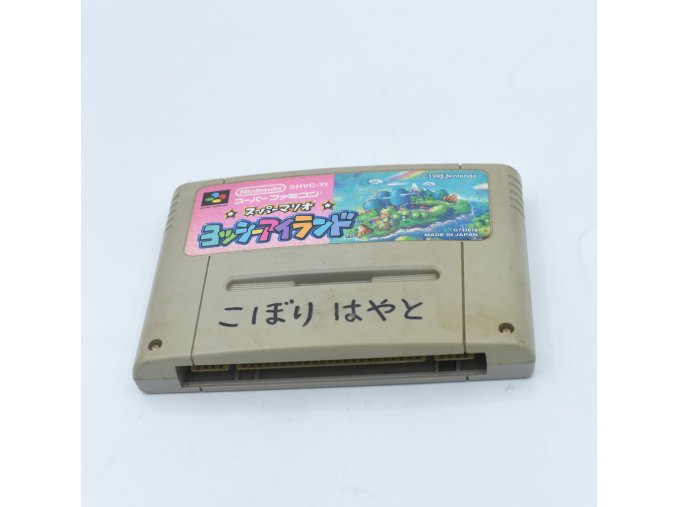 Nintendo SHVC-YI
スーパーファミコン
スーパーマリオ
ヨッシーアイランド
©1995 Nintendo
MADE IN JAPAN
こぼり はやと